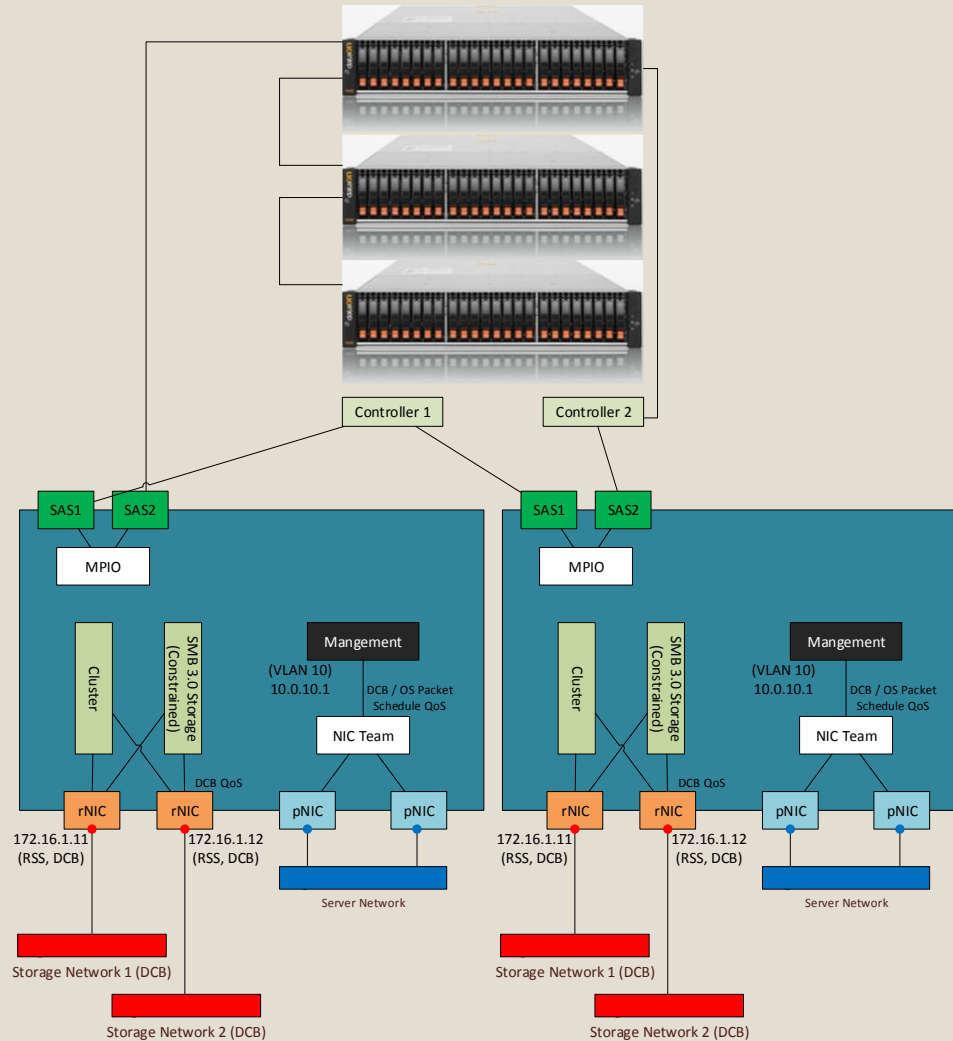 Controller 1
Controller 2
SAS1
SAS2
SAS1
SAS2
MPIO
MPIO
Cluster
SMB 3.0 Storage
(Constrained)
Mangement
(VLAN 10)
10.0.10.1
DCB / OS Packet
Schedule QoS
NIC Team
DCB QoS
rNIC
rNIC
pNIC
pNIC
172.16.1.11
(RSS, DCB)
172.16.1.12
(RSS, DCB)
Server Network
Storage Network 1 (DCB)
Storage Network 2 (DCB)
Cluster
SMB 3.0 Storage
(Constrained)
Mangement
(VLAN 10)
10.0.10.1
DCB / OS Packet
Schedule QoS
NIC Team
DCB QoS
rNIC
rNIC
pNIC
pNIC
172.16.1.11
(RSS, DCB)
172.16.1.12
(RSS, DCB)
Server Network
Storage Network 1 (DCB)
Storage Network 2 (DCB)